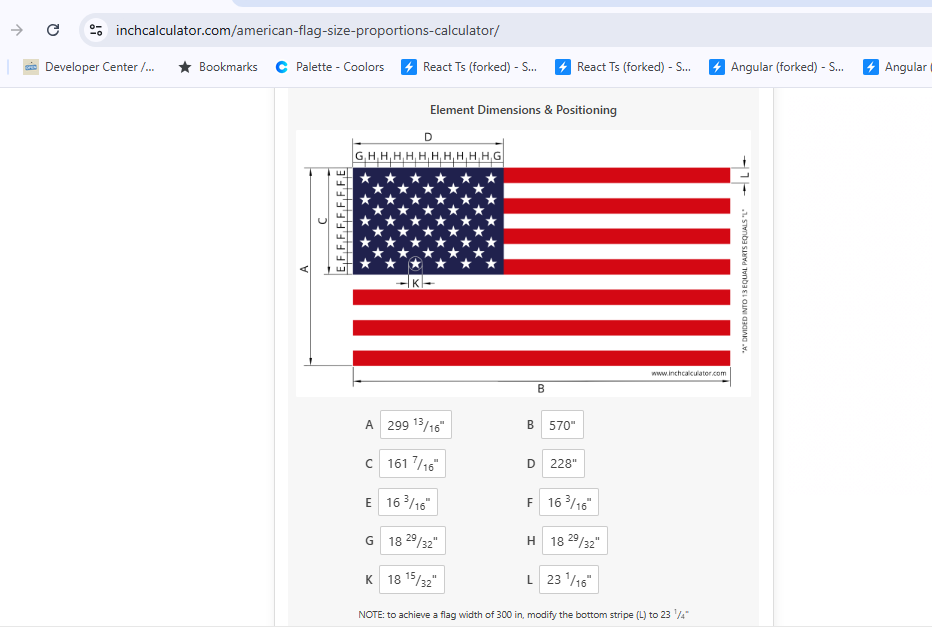 inchcalculator.com/american-flag-size-proportions-calculator/
Developer Center /... Bookmarks Palette - Coolors React Ts (forked) - S... React Ts (forked) - S... Angular (forked) - S... Angular (
Element Dimensions & Positioning
D
G H H H H H H H H H H G
E F F F F F F F F E
C
A
K
L
"A" DIVIDED INTO 13 EQUAL PARTS EQUALS "L"
www.inchcalculator.com
B
A 299 13/16" B 570"
C 161 7/16" D 228"
E 16 3/16" F 16 3/16"
G 18 29/32" H 18 29/32"
K 18 15/32" L 23 1/16"
NOTE: to achieve a flag width of 300 in, modify the bottom stripe (L) to 23 1/4"